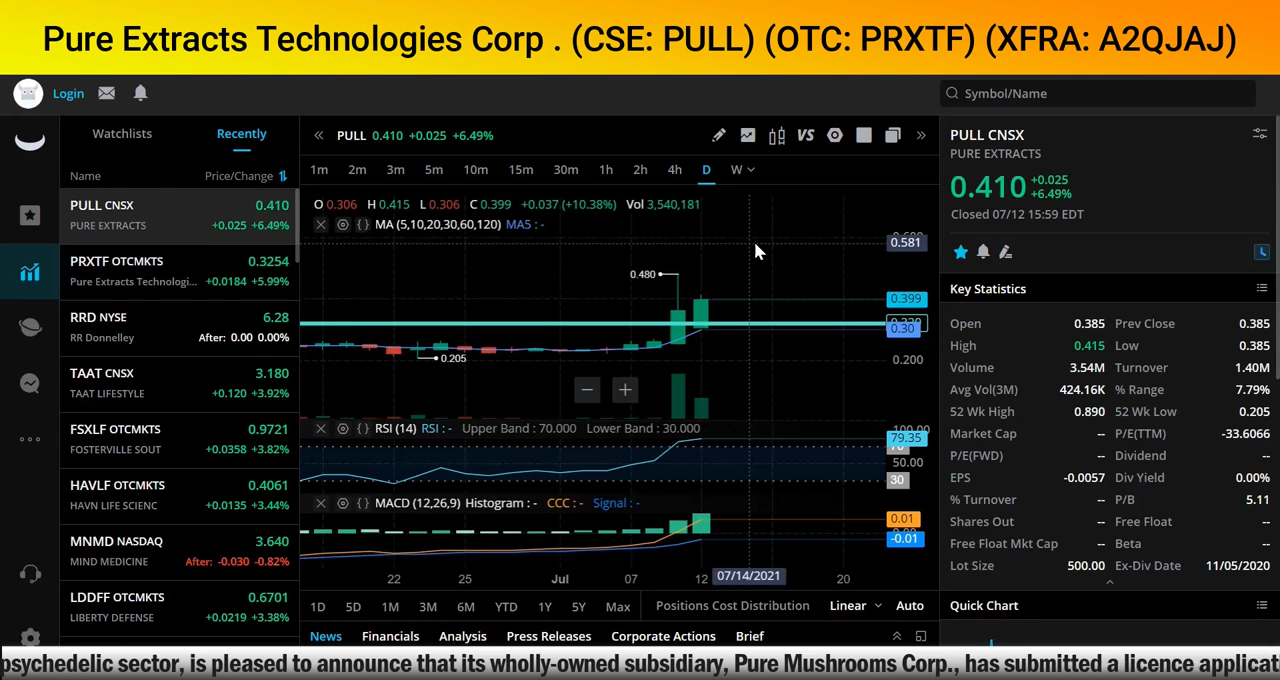 Pure Extracts Technologies Corp . (CSE: PULL) (OTC: PRXTF) (XFRA: A2QJAJ)
Login
Symbol/Name
Watchlists Recently
Name Price/Change
PULL CNSX 0.410
PURE EXTRACTS +0.025 +6.49%
PRXTF OTCMKTS 0.3254
Pure Extracts Technologi... +0.0184 +5.99%
RRD NYSE 6.28
RR Donnelley After: 0.00 0.00%
TAAT CNSX 3.180
TAAT LIFESTYLE +0.120 +3.92%
FSXLF OTCMKTS 0.9721
FOSTERVILLE SOUT +0.0358 +3.82%
HAVLF OTCMKTS 0.4061
HAVN LIFE SCIENC +0.0135 +3.44%
MNMD NASDAQ 3.640
MIND MEDICINE After: -0.030 -0.82%
LDDFF OTCMKTS 0.6701
LIBERTY DEFENSE +0.0219 +3.38%
PULL 0.410 +0.025 +6.49%
VS
1m 2m 3m 5m 10m 15m 30m 1h 2h 4h D W
O 0.306 H 0.415 L 0.306 C 0.399 +0.037 (+10.38%) Vol 3,540,181
MA (5,10,20,30,60,120) MA5: -
0.581
0.480
0.399
0.30
0.205
0.200
RSI (14) RSI : - Upper Band : 70.000 Lower Band : 30.000
100.00
79.35
50.00
30
MACD (12,26,9) Histogram : - CCC : - Signal : -
0.01
-0.01
22 25 Jul 07 12 07/14/2021 20
1D 5D 1M 3M 6M YTD 1Y 5Y Max Positions Cost Distribution Linear Auto
News Financials Analysis Press Releases Corporate Actions Brief
PULL CNSX
PURE EXTRACTS
0.410 +0.025
+6.49%
Closed 07/12 15:59 EDT
Key Statistics
Open 0.385 Prev Close 0.385
High 0.415 Low 0.385
Volume 3.54M Turnover 1.40M
Avg Vol(3M) 424.16K % Range 7.79%
52 Wk High 0.890 52 Wk Low 0.205
Market Cap -- P/E(TTM) -33.6066
P/E(FWD) -- Dividend --
EPS -0.0057 Div Yield 0.00%
% Turnover -- P/B 5.11
Shares Out -- Free Float --
Free Float Mkt Cap -- Beta --
Lot Size 500.00 Ex-Div Date 11/05/2020
Quick Chart
psychedelic sector, is pleased to announce that its wholly-owned subsidiary, Pure Mushrooms Corp., has submitted a licence applicati